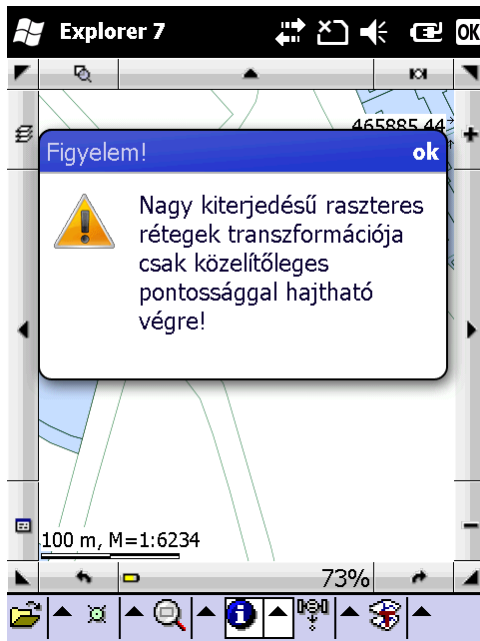 Explorer 7
OK
465885.44
Figyelem!
ok
Nagy kiterjedésű raszteres
rétegek transzformációja
csak közelítőleges
pontossággal hajtható
végre!
100 m, M=1:6234
73%